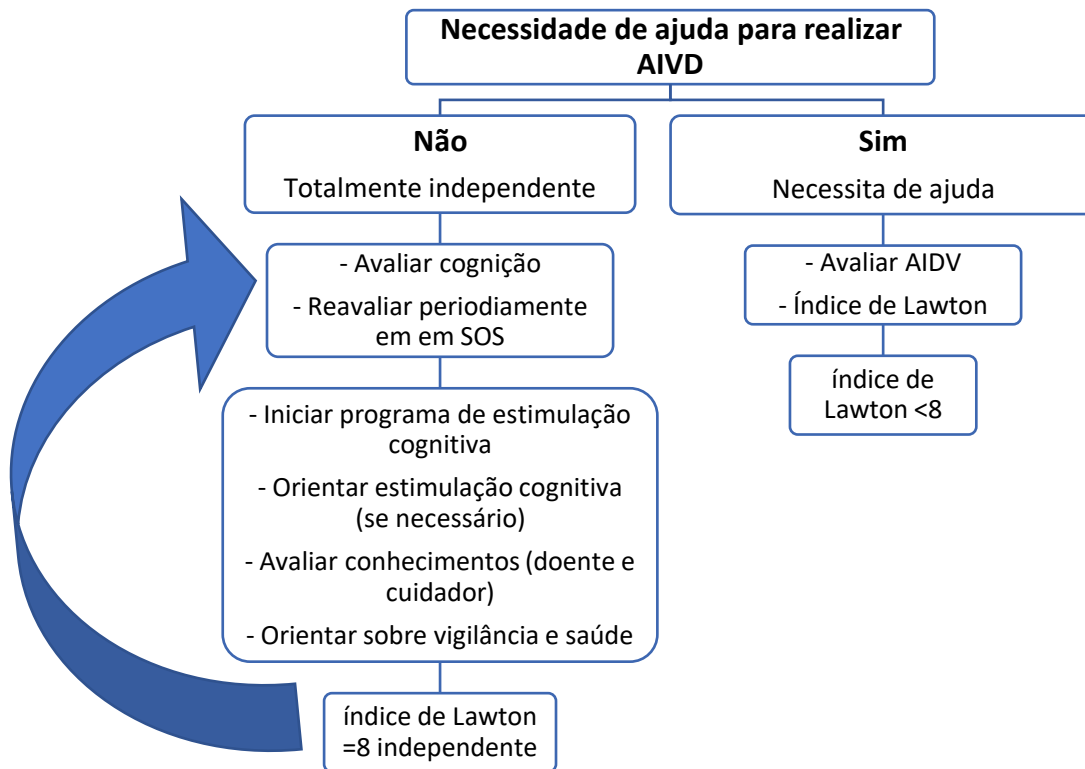 Necessidade de ajuda para realizar
AIVD
Não
Totalmente independente
Sim
Necessita de ajuda
- Avaliar cognição
- Reavaliar periodiamente
em em SOS
- Avaliar AIDV
- Índice de Lawton
índice de
Lawton <8
- Iniciar programa de estimulação
cognitiva
- Orientar estimulação cognitiva
(se necessário)
- Avaliar conhecimentos (doente e
cuidador)
- Orientar sobre vigilância e saúde
índice de Lawton
=8 independente